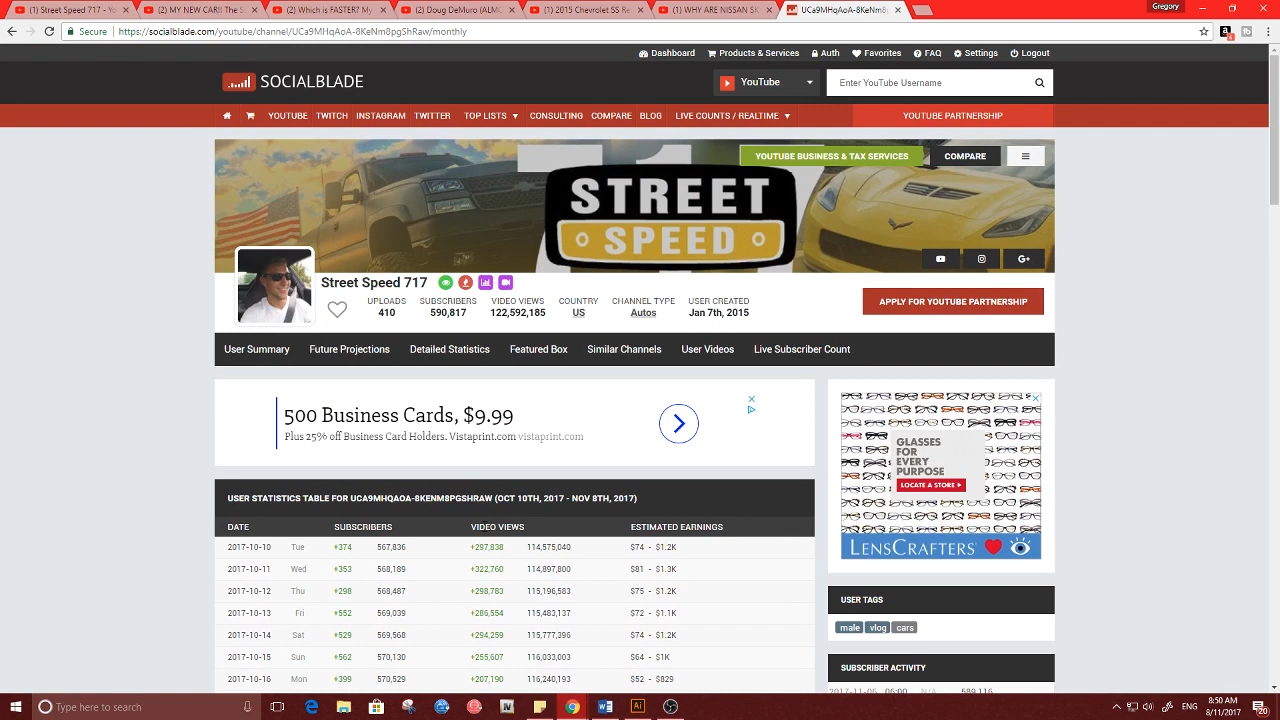 (1) Street Speed 717 - Yo
(2) MY NEW CAR!! The S
(2) Which is FASTER? My
(2) Doug DeMuro (ALMO
(1) 2015 Chevrolet SS Re
(1) WHY ARE NISSAN SK
UCa9MHqAoA-8KeNm8p
Gregory
Secure https://socialblade.com/youtube/channel/UCa9MHqAoA-8KeNm8pgShRaw/monthly
Dashboard Products & Services Auth Favorites FAQ Settings Logout
SOCIALBLADE YouTube Enter YouTube Username
YOUTUBE TWITCH INSTAGRAM TWITTER TOP LISTS CONSULTING COMPARE BLOG LIVE COUNTS / REALTIME YOUTUBE PARTNERSHIP
YOUTUBE BUSINESS & TAX SERVICES COMPARE
STREET
SPEED
Street Speed 717
UPLOADS SUBSCRIBERS VIDEO VIEWS COUNTRY CHANNEL TYPE USER CREATED
410 590,817 122,592,185 US Autos Jan 7th, 2015
APPLY FOR YOUTUBE PARTNERSHIP
User Summary Future Projections Detailed Statistics Featured Box Similar Channels User Videos Live Subscriber Count
500 Business Cards, $9.99
Plus 25% off Business Card Holders. Vistaprint.com vistaprint.com
GLASSES
FOR
EVERY
PURPOSE
LOCATE A STORE
LENSCRAFTERS
USER STATISTICS TABLE FOR UCA9MHQAOA-8KENM8PGSHRAW (OCT 10TH, 2017 - NOV 8TH, 2017)
DATE SUBSCRIBERS VIDEO VIEWS ESTIMATED EARNINGS
2017-10-10 Tue +374 567,836 +297,838 114,575,040 $74 - $1.2K
2017-10-11 Wed +353 568,189 +322,760 114,897,800 $81 - $1.3K
2017-10-12 Thu +298 568,487 +298,783 115,196,583 $75 - $1.2K
2017-10-13 Fri +552 569,039 +286,554 115,483,137 $72 - $1.1K
2017-10-14 Sat +529 569,568 +294,259 115,777,396 $74 - $1.2K
2017-10-15 Sun +562 570,130 +255,607 116,033,003 $64 - $1K
2017-10-16 Mon +399 570,529 +207,190 116,240,193 $52 - $829
USER TAGS
male vlog cars
SUBSCRIBER ACTIVITY
2017-11-06 06:00 N/A 589,116
Type here to search
8:50 AM
8/11/2017
20